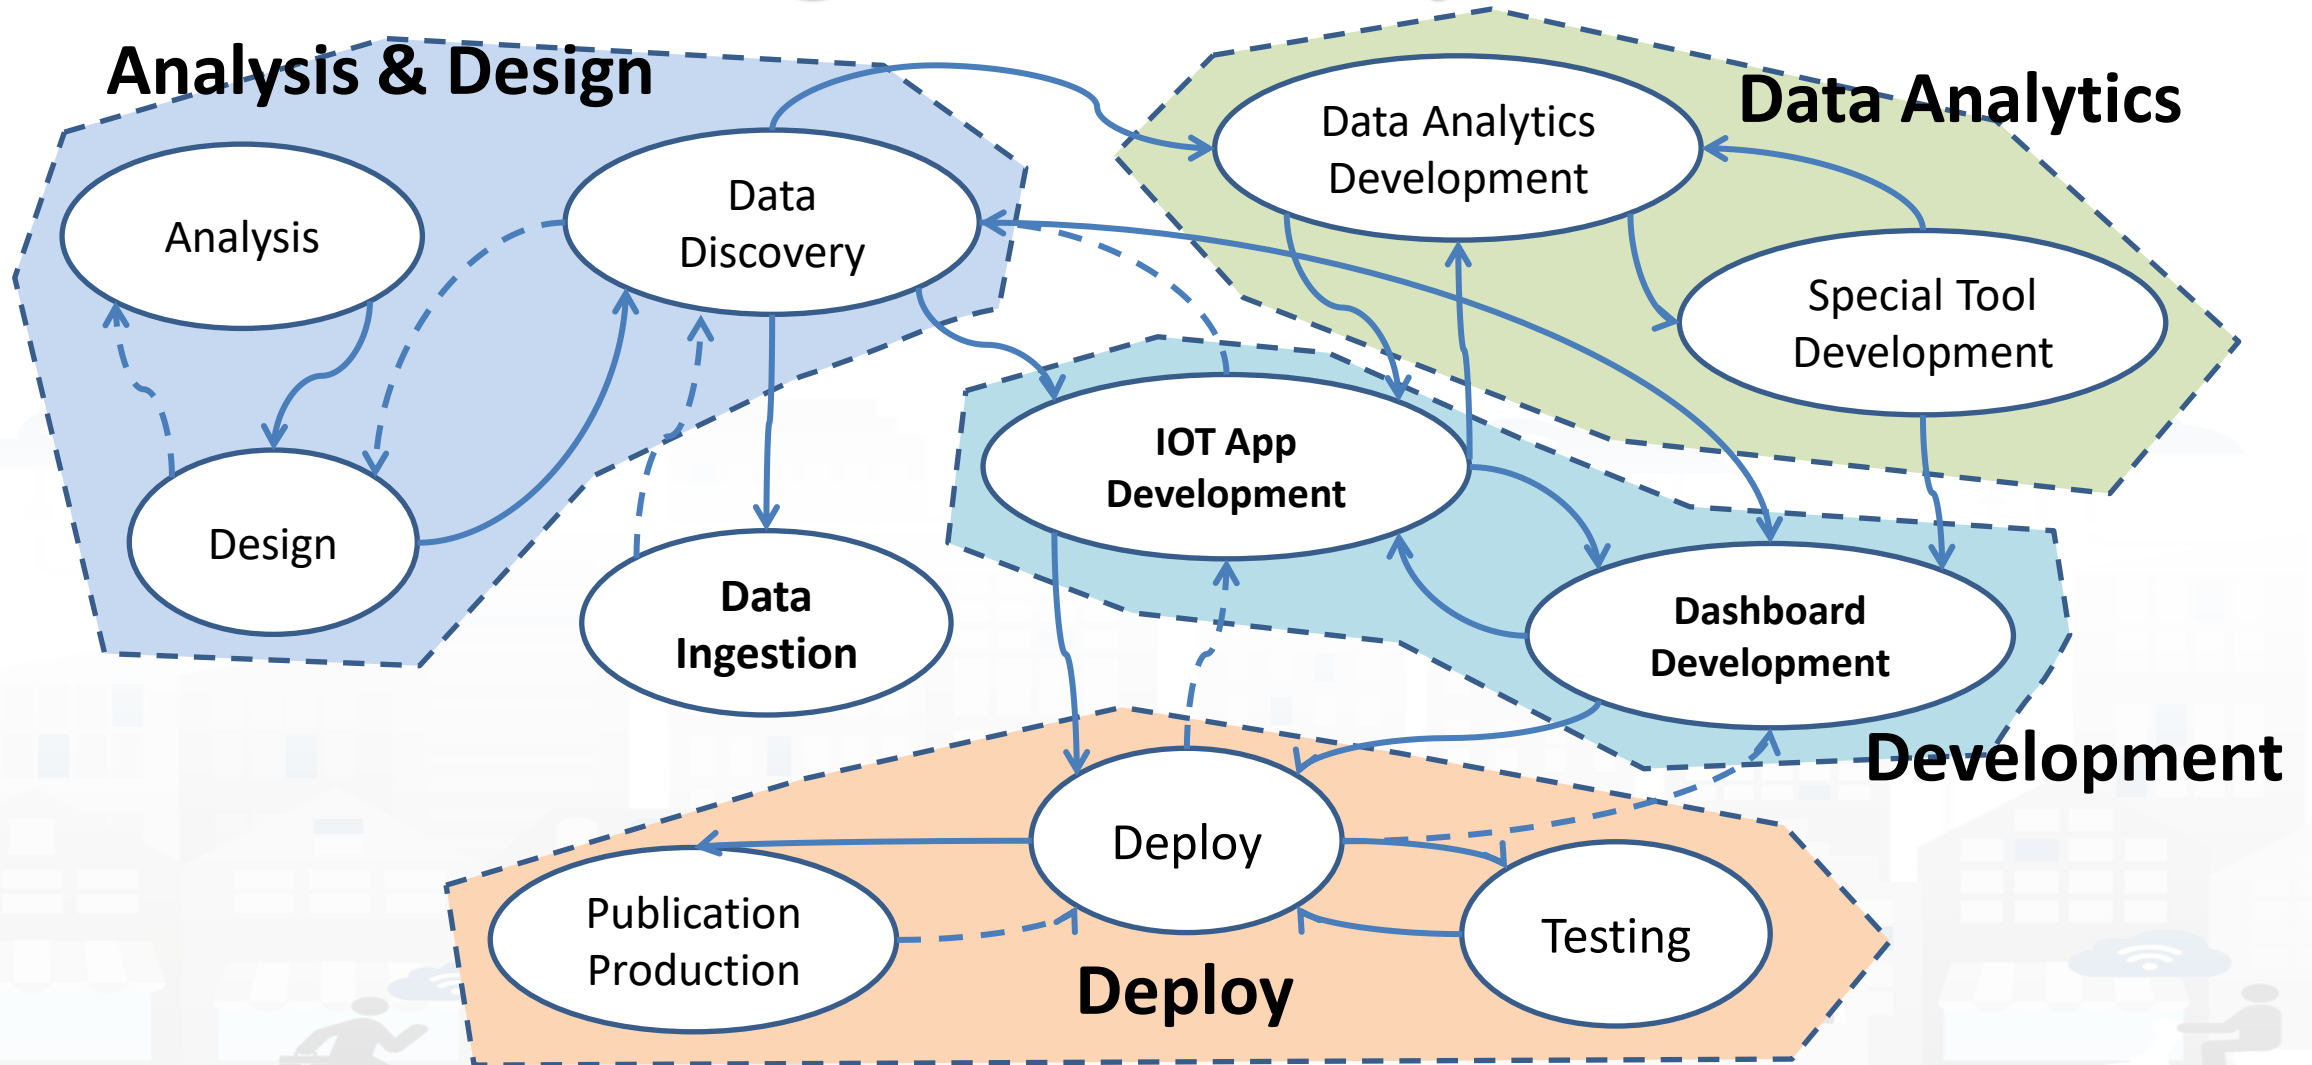 Analysis & Design
Data Analytics
Data Analytics
Development
Data
Discovery
Analysis
Special Tool
Development
IOT App
Development
Design
Data
Ingestion
Dashboard
Development
Development
Deploy
Publication
Production
Testing
Deploy